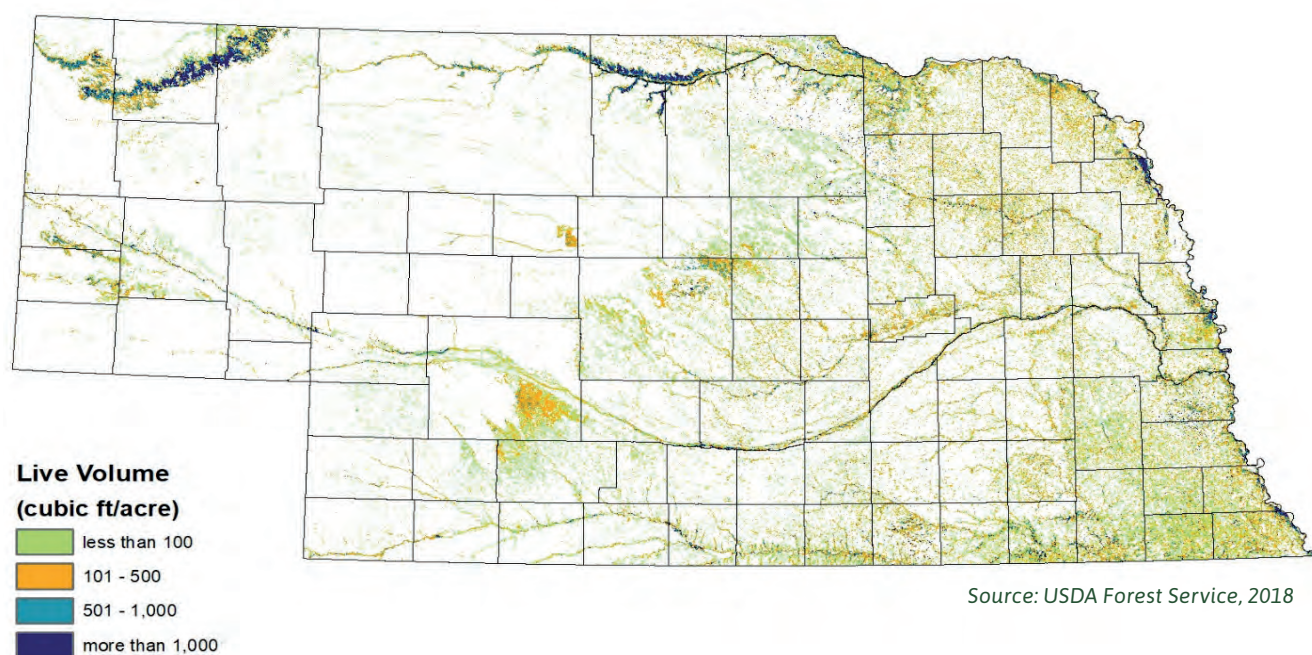 Live Volume
(cubic ft/acre)
less than 100
101 - 500
501 - 1,000
more than 1,000
Source: USDA Forest Service, 2018